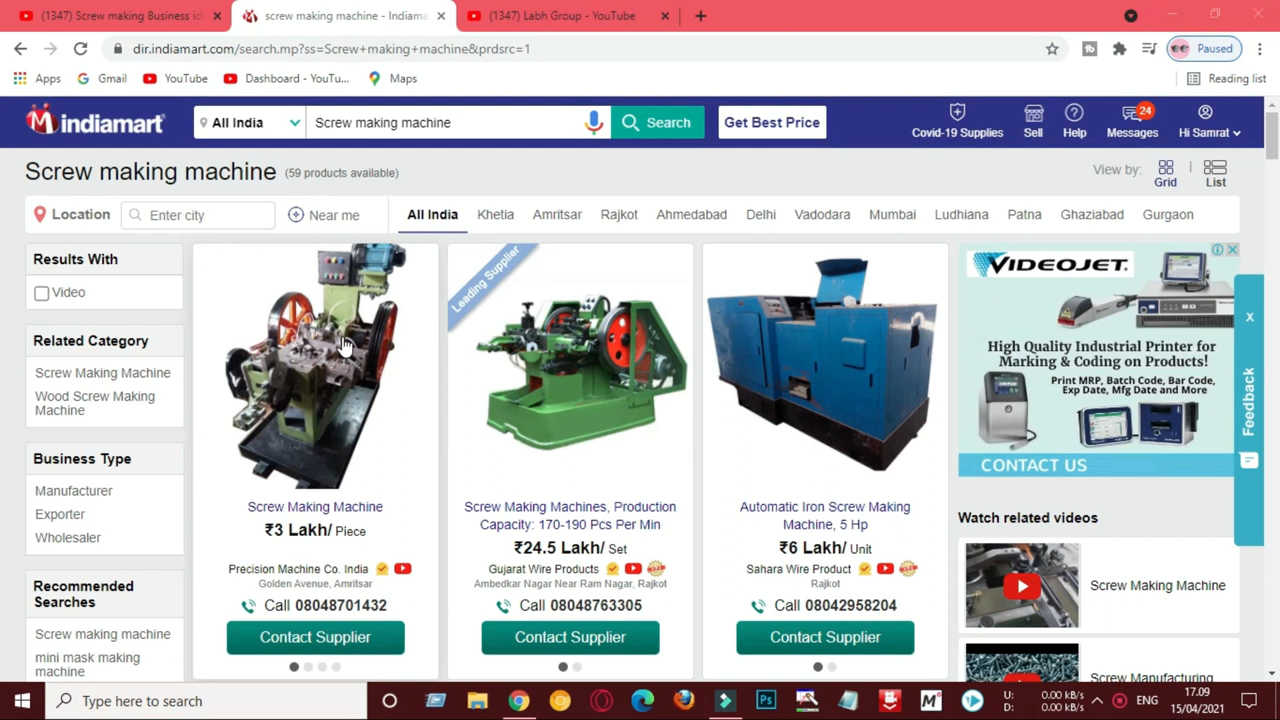 (1347) Screw making Business id
screw making machine - Indiama
(1347) Labh Group - YouTube
dir.indiamart.com/search.mp?ss=Screw+making+machine&prdsrc=1
Paused
Apps
Gmail
YouTube
Dashboard - YouTu...
Maps
Reading list
indiamart
All India
Screw making machine
Search
Get Best Price
Covid-19 Supplies
Sell
Help
24
Messages
Hi Samrat
Screw making machine (59 products available)
View by:
Grid
List
Location
Enter city
Near me
All India
Khetia
Amritsar
Rajkot
Ahmedabad
Delhi
Vadodara
Mumbai
Ludhiana
Patna
Ghaziabad
Gurgaon
Results With
Video
Related Category
Screw Making Machine
Wood Screw Making
Machine
Business Type
Manufacturer
Exporter
Wholesaler
Recommended
Searches
Screw making machine
mini mask making
machine
Screw Making Machine
₹3 Lakh/ Piece
Precision Machine Co. India
Golden Avenue, Amritsar
Call 08048701432
Contact Supplier
Leading Supplier
Screw Making Machines, Production
Capacity: 170-190 Pcs Per Min
₹24.5 Lakh/ Set
Gujarat Wire Products
Ambedkar Nagar Near Ram Nagar, Rajkot
Call 08048763305
Contact Supplier
Automatic Iron Screw Making
Machine, 5 Hp
₹6 Lakh/ Unit
Sahara Wire Product
Rajkot
Call 08042958204
Contact Supplier
VIDEOJET.
High Quality Industrial Printer for
Marking & Coding on Products!
Print MRP, Batch Code, Bar Code,
Exp Date, Mfg Date and More
CONTACT US
x
Feedback
Watch related videos
Screw Making Machine
Screw Manufacturing
Type here to search
U: 0.00 kB/s
D: 0.00 kB/s
ENG
17.09
15/04/2021